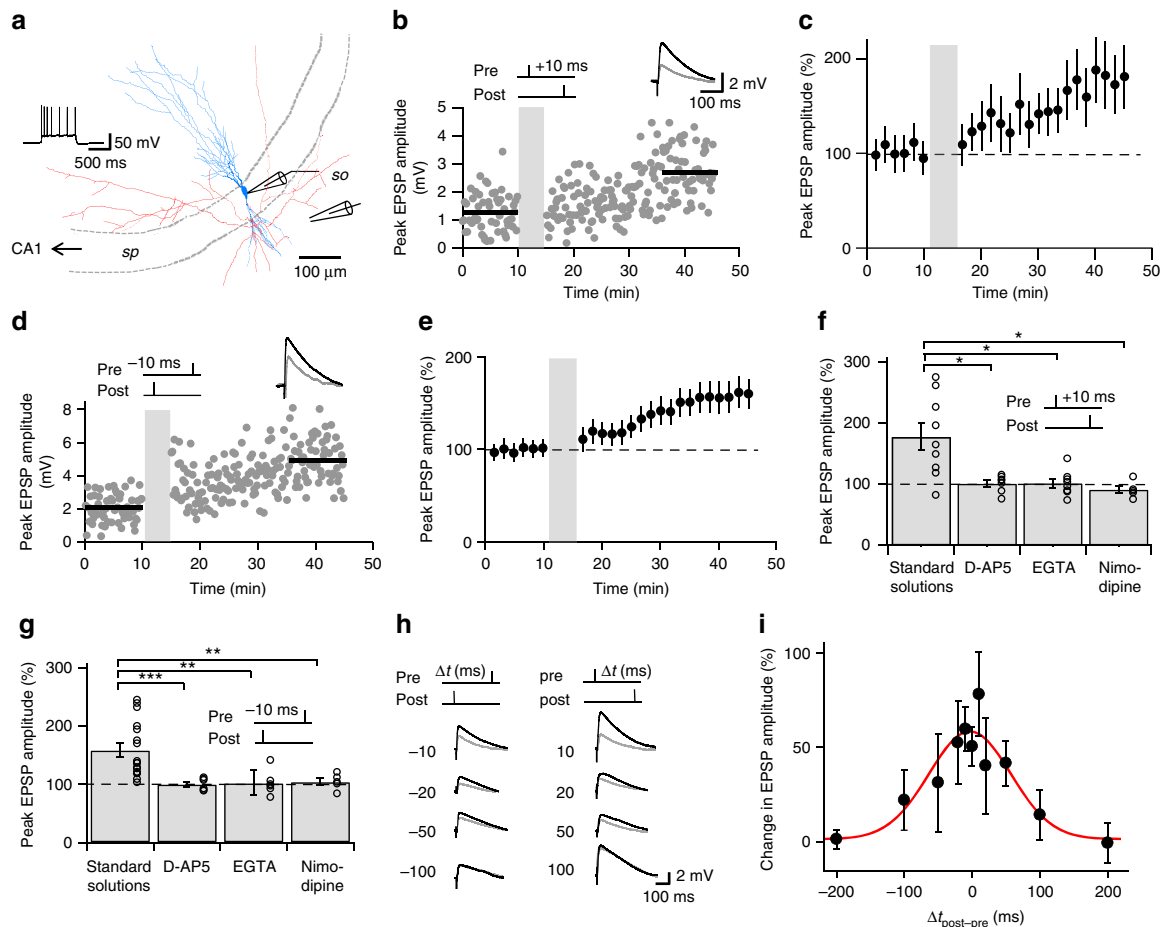 a
50 mV
500 ms
so
sp
CA1
100 μm
b
Pre +10 ms
Post
2 mV
100 ms
Peak EPSP amplitude
(mV)
5
4
3
2
1
0
0 10 20 30 40 50
Time (min)
c
Peak EPSP amplitude (%)
200
100
0
0 10 20 30 40 50
Time (min)
d
Pre −10 ms
Post
Peak EPSP amplitude
(mV)
8
6
4
2
0
0 10 20 30 40 50
Time (min)
e
Peak EPSP amplitude (%)
200
100
0
0 10 20 30 40 50
Time (min)
f
*
*
*
Pre +10 ms
Post
Peak EPSP amplitude (%)
300
200
100
0
Standard D-AP5 EGTA Nimo-
solutions dipine
g
**
**
***
Pre −10 ms
Post
Peak EPSP amplitude (%)
300
200
100
0
Standard D-AP5 EGTA Nimo-
solutions dipine
h
Pre Δt (ms)
Post
−10
−20
−50
−100
pre Δt (ms)
post
10
20
50
100
2 mV
100 ms
i
Change in EPSP amplitude (%)
100
50
0
−200 −100 0 100 200
Δt post–pre (ms)